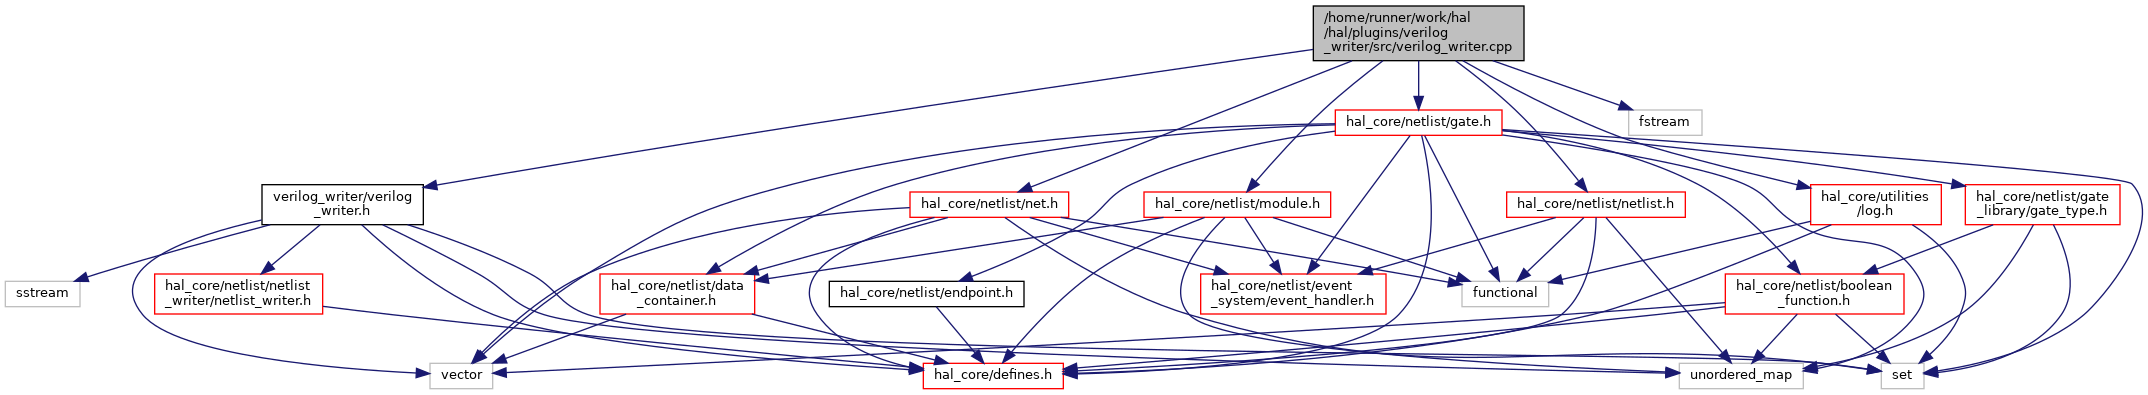 /home/runner/work/hal
/hal/plugins/verilog
_writer/src/verilog_writer.cpp
hal_core/netlist/gate.h
fstream
verilog_writer/verilog
_writer.h
hal_core/netlist/net.h
hal_core/netlist/module.h
hal_core/netlist/netlist.h
hal_core/utilities
/log.h
hal_core/netlist/gate
_library/gate_type.h
sstream
hal_core/netlist/netlist
_writer/netlist_writer.h
hal_core/netlist/data
_container.h
hal_core/netlist/endpoint.h
hal_core/netlist/event
_system/event_handler.h
functional
hal_core/netlist/boolean
_function.h
vector
hal_core/defines.h
unordered_map
set